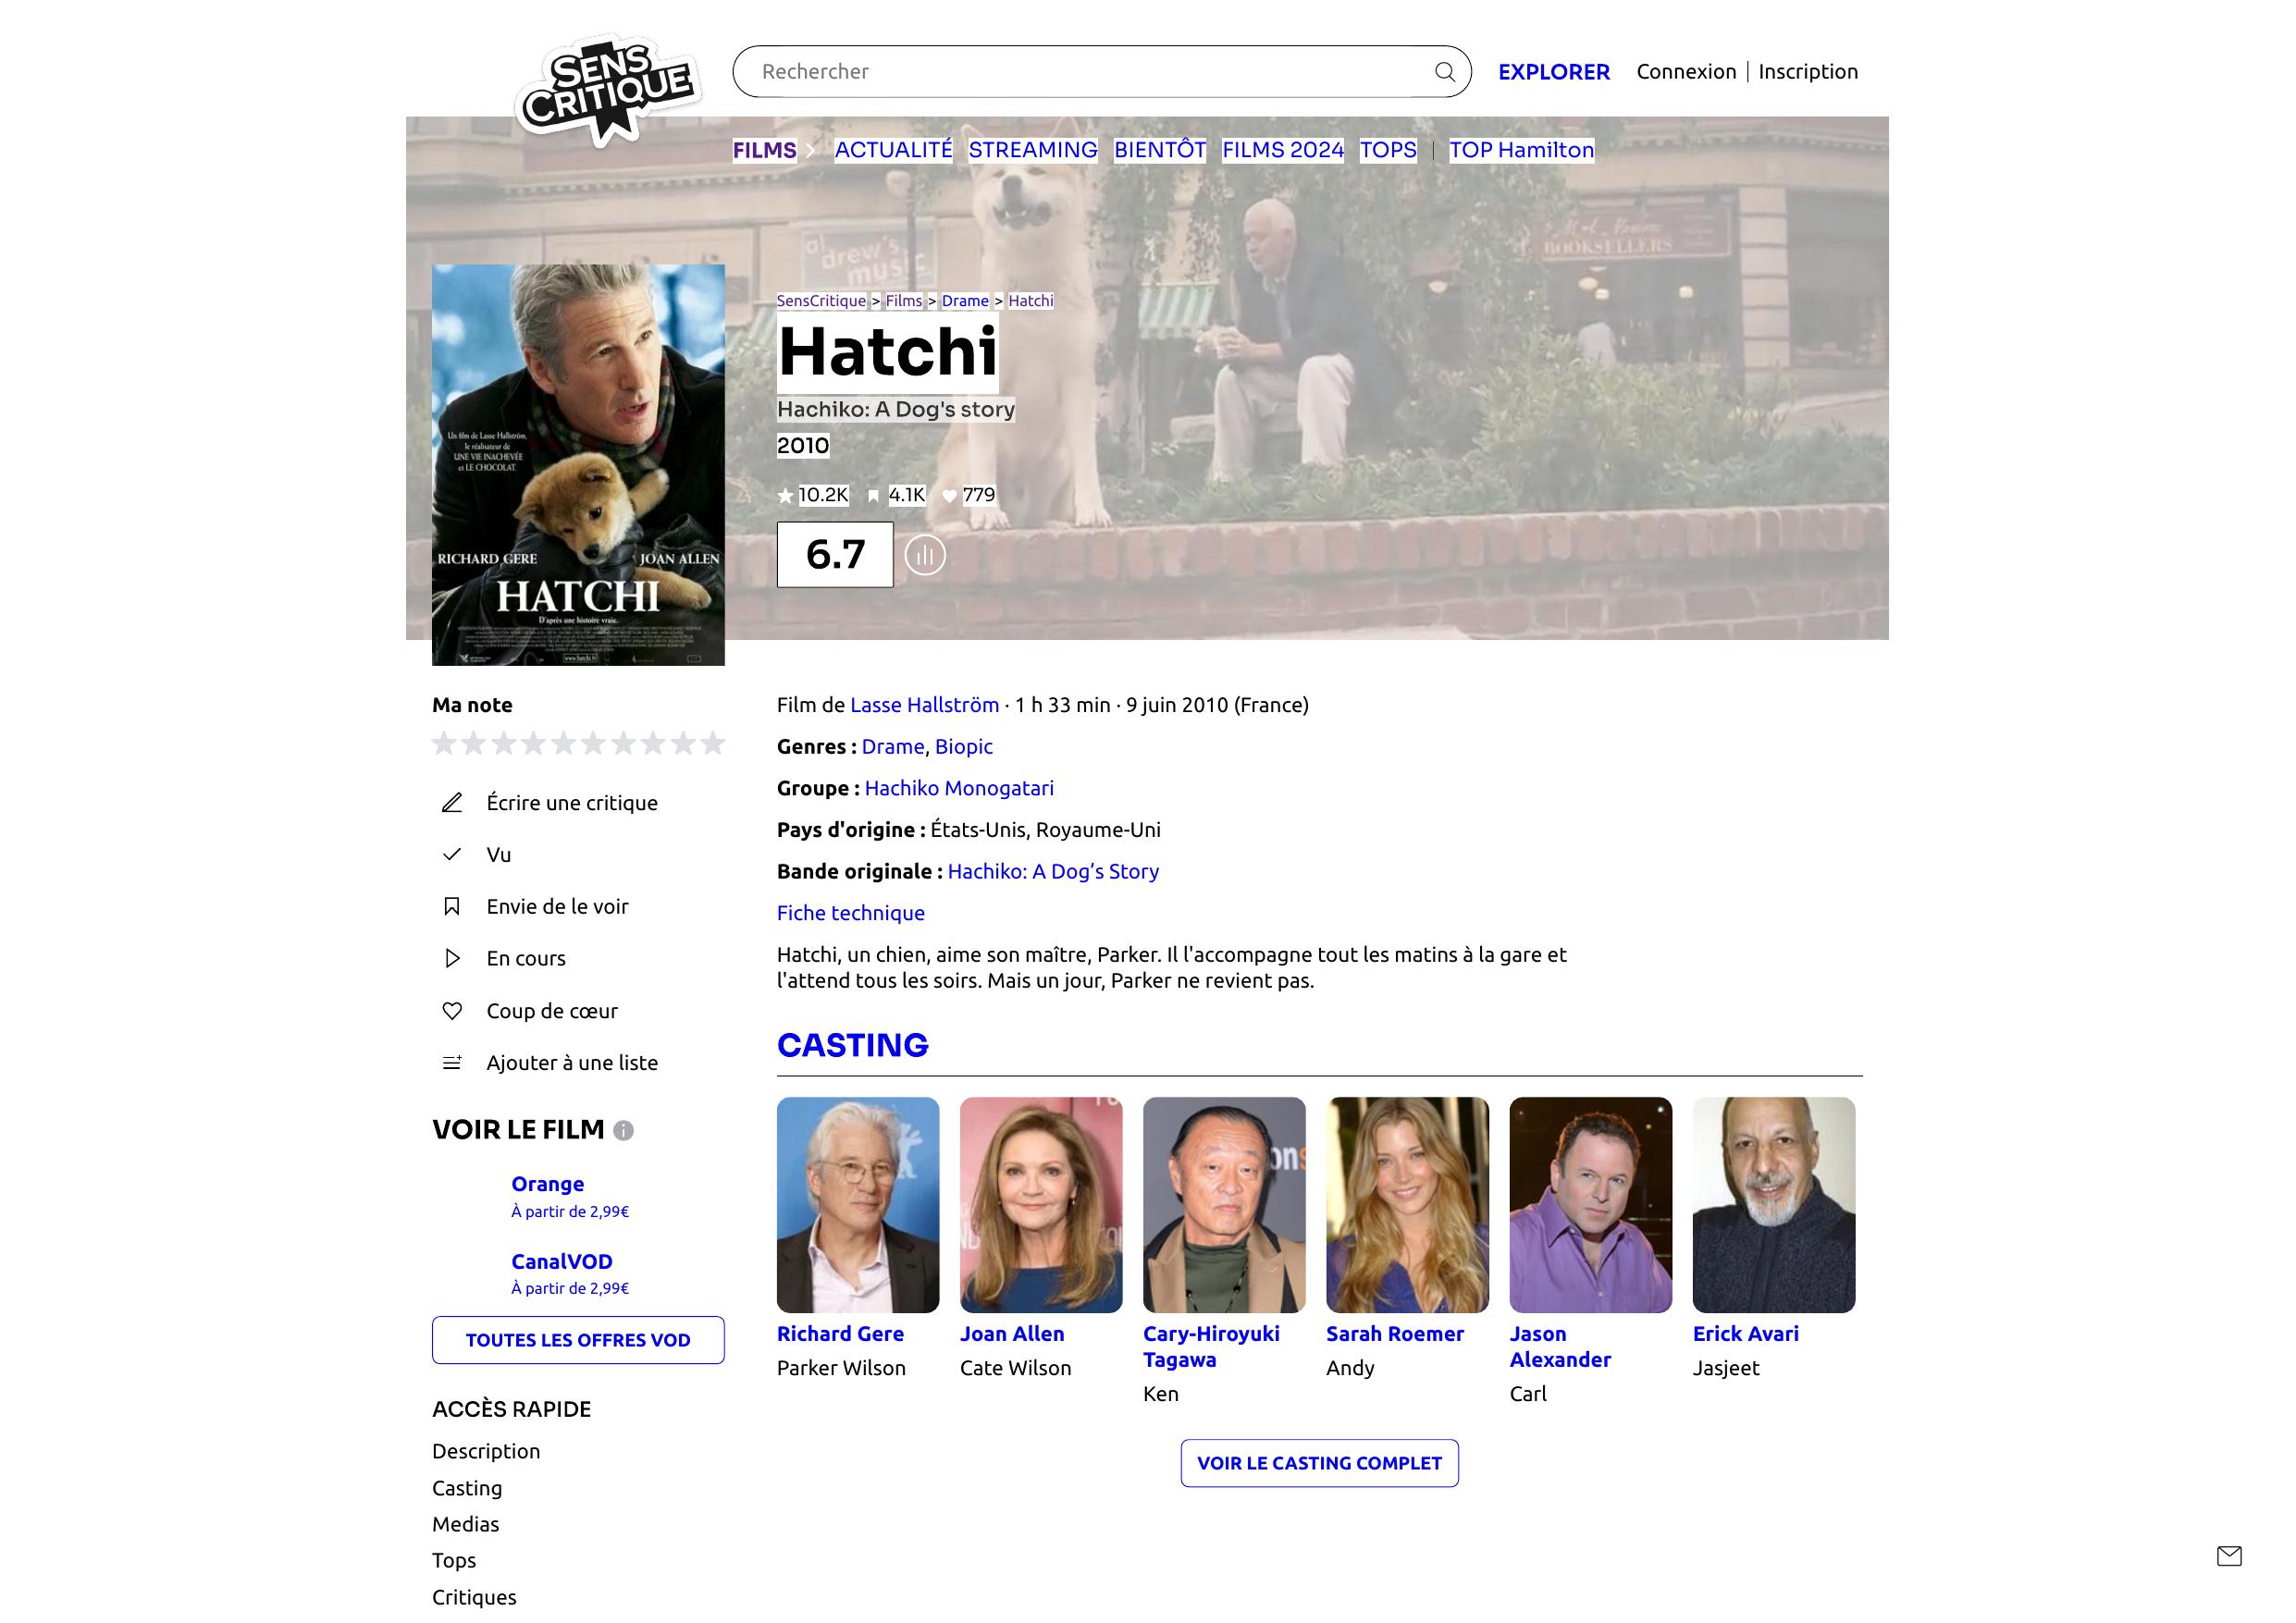 SENS
CRITIQUE
Rechercher
EXPLORER
Connexion | Inscription
FILMS
ACTUALITÉ
STREAMING
BIENTÔT
FILMS 2024
TOPS
|
TOP Hamilton
al
drew's
music
BOOKSELLERS
SensCritique > Films > Drame > Hatchi
Hatchi
Hachiko: A Dog's story
2010
10.2K
4.1K
779
6.7
Un film de Lasse Hallström,
le réalisateur de
UNE VIE INACHEVÉE
et LE CHOCOLAT.
RICHARD GERE
JOAN ALLEN
HATCHI
D'après une histoire vraie.
www.hatchi.fr
Ma note
Écrire une critique
Vu
Envie de le voir
En cours
Coup de cœur
Ajouter à une liste
VOIR LE FILM
Orange
À partir de 2,99€
CanalVOD
À partir de 2,99€
TOUTES LES OFFRES VOD
ACCÈS RAPIDE
Description
Casting
Medias
Tops
Critiques
Film de Lasse Hallström · 1 h 33 min · 9 juin 2010 (France)
Genres : Drame, Biopic
Groupe : Hachiko Monogatari
Pays d'origine : États-Unis, Royaume-Uni
Bande originale : Hachiko: A Dog’s Story
Fiche technique
Hatchi, un chien, aime son maître, Parker. Il l'accompagne tout les matins à la gare et
l'attend tous les soirs. Mais un jour, Parker ne revient pas.
CASTING
Richard Gere
Parker Wilson
Joan Allen
Cate Wilson
Cary-Hiroyuki
Tagawa
Ken
Sarah Roemer
Andy
Jason
Alexander
Carl
Erick Avari
Jasjeet
VOIR LE CASTING COMPLET